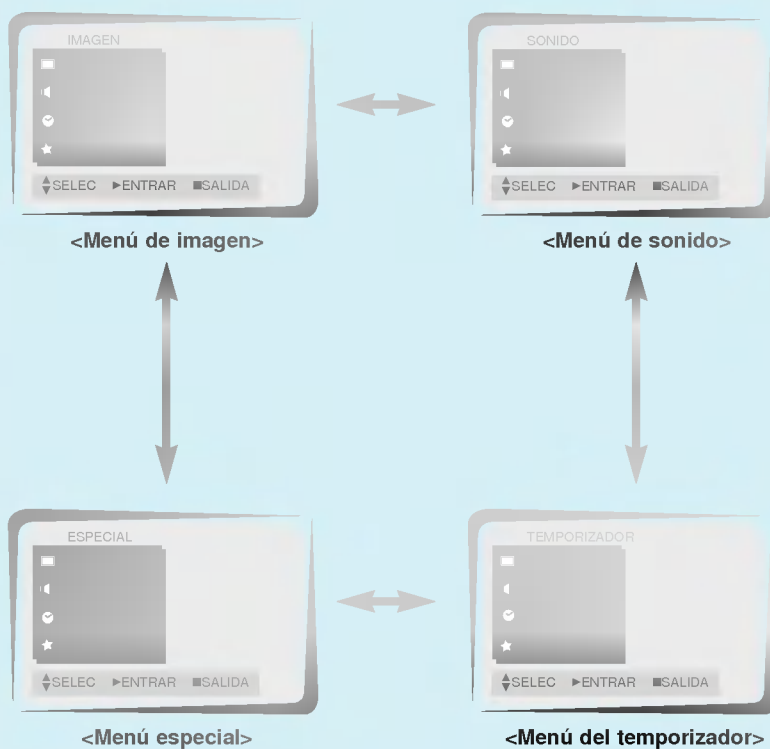 IMAGEN
SELEC ►ENTRAR ■SALIDA
<Menú de imagen>
SONIDO
SELEC ►ENTRAR ■SALIDA
<Menú de sonido>
ESPECIAL
SELEC ►ENTRAR ■SALIDA
<Menú especial>
TEMPORIZADOR
SELEC ►ENTRAR ■SALIDA
<Menú del temporizador>